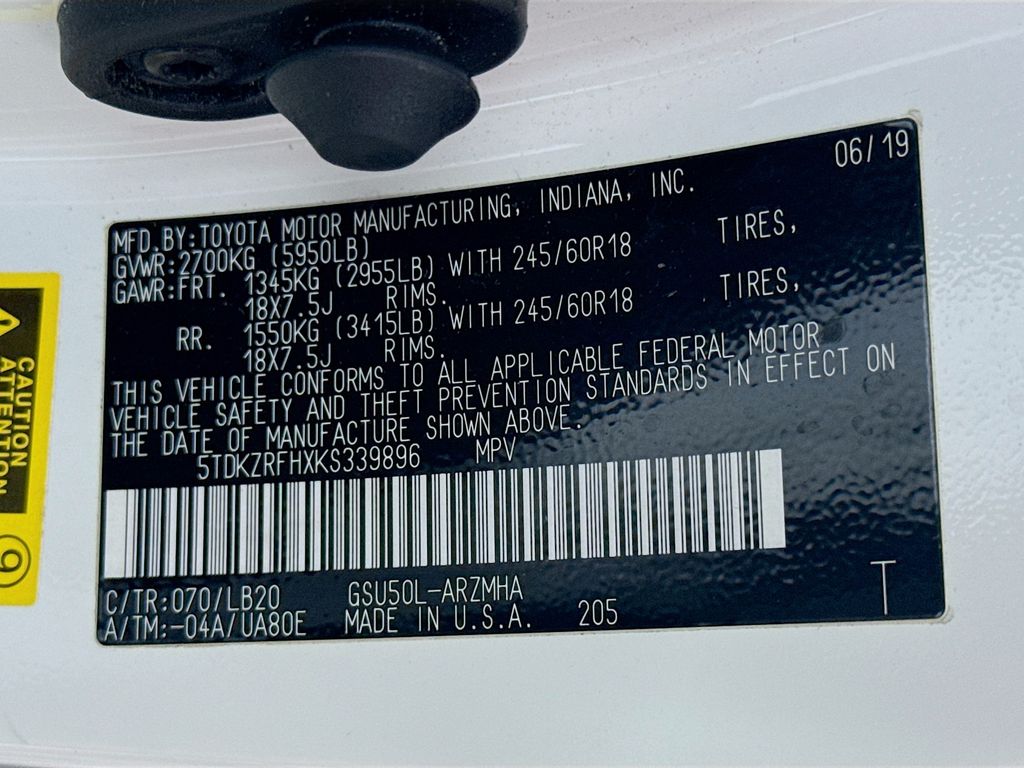 06/19
MFD.BY:TOYOTA MOTOR MANUFACTURING, INDIANA, INC.
GVWR:2700KG (5950LB)
GAWR:FRT. 1345KG (2955LB) WITH 245/60R18 TIRES,
18X7.5J RIMS.
RR. 1550KG (3415LB) WITH 245/60R18 TIRES,
18X7.5J RIMS.
THIS VEHICLE CONFORMS TO ALL APPLICABLE FEDERAL MOTOR
VEHICLE SAFETY AND THEFT PREVENTION STANDARDS IN EFFECT ON
THE DATE OF MANUFACTURE SHOWN ABOVE.
5TDKZRFHXKS339896 MPV
C/TR:070/LB20 GSU50L-ARZMHA
A/TM:-04A/UA80E MADE IN U.S.A. 205
T
CAUTION
ATTENTION
9